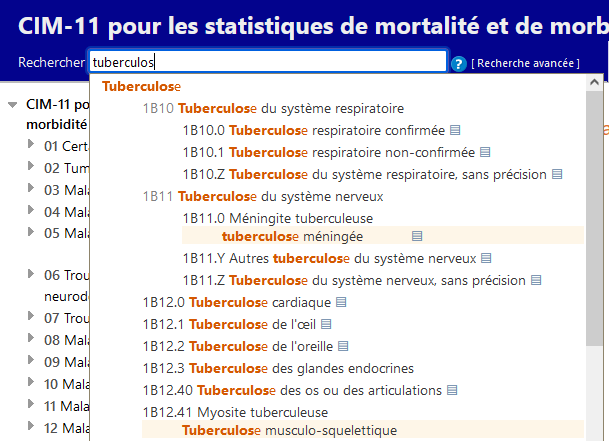 CIM-11 pour les statistiques de mortalité et de morb
Rechercher tuberculos ? [ Recherche avancée ]
Tuberculose
1B10 Tuberculose du système respiratoire
CIM-11 po
1B10.0 Tuberculose respiratoire confirmée
morbidité
01 Certa
1B10.1 Tuberculose respiratoire non-confirmée
02 Tum
1B10.Z Tuberculose du système respiratoire, sans précision
03 Mala
1B11 Tuberculose du système nerveux
04 Mala
1B11.0 Méningite tuberculeuse
05 Mala
tuberculose méningée
1B11.Y Autres tuberculose du système nerveux
06 Trou
1B11.Z Tuberculose du système nerveux, sans précision
neurodé
1B12.0 Tuberculose cardiaque
07 Trou
1B12.1 Tuberculose de l'œil
08 Mala
1B12.2 Tuberculose de l'oreille
09 Mala
1B12.3 Tuberculose des glandes endocrines
10 Mala
1B12.40 Tuberculose des os ou des articulations
11 Mala
1B12.41 Myosite tuberculeuse
12 Mala
Tuberculose musculo-squelettique